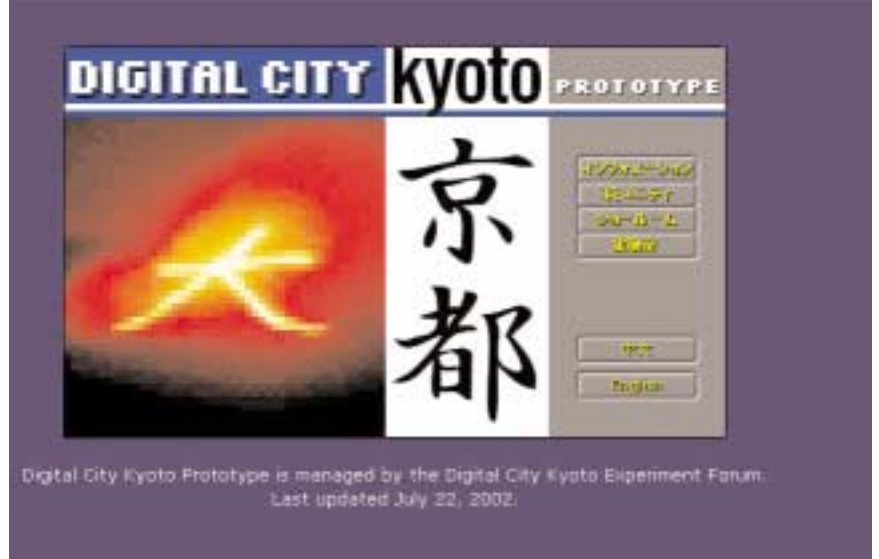 DIGITAL CITY kyoto PROTOTYPE
大
京都
インフォメーション
コミュニティ
ショールーム
中文
English
Digital City Kyoto Prototype is managed by the Digital City Kyoto Experiment Forum.
Last updated July 22, 2002.